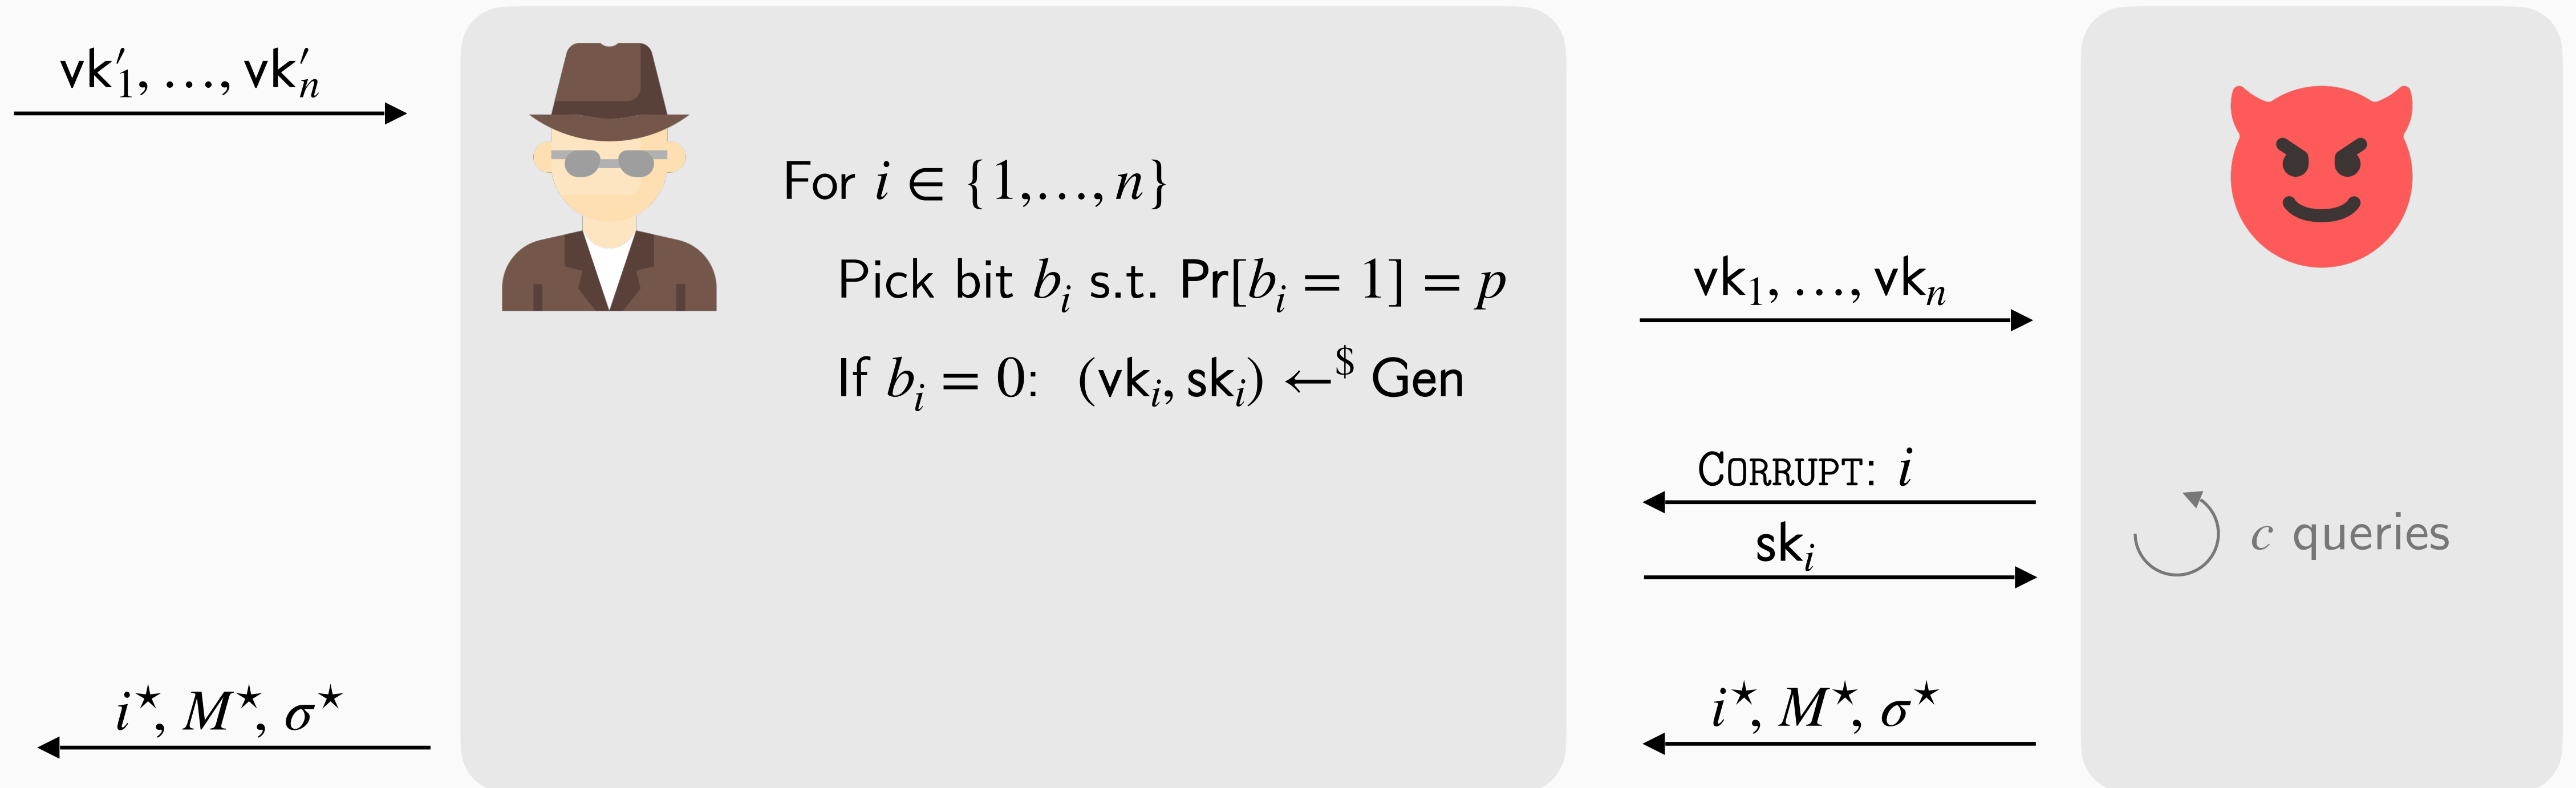 vk′₁, …, vk′ₙ
For i ∈ {1,…, n}
Pick bit bᵢ s.t. Pr[bᵢ = 1] = p
If bᵢ = 0: (vkᵢ, skᵢ) ←$ Gen
vk₁, …, vkₙ
CORRUPT: i
skᵢ
c queries
i★, M★, σ★
i★, M★, σ★